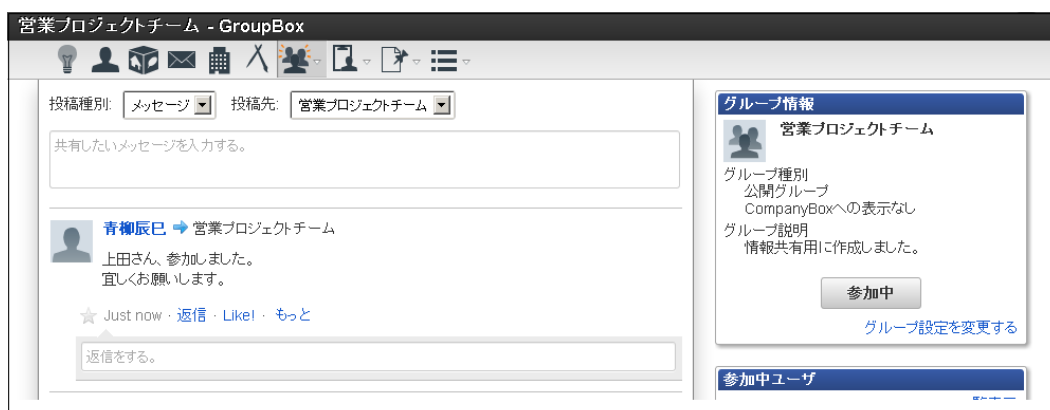 営業プロジェクトチーム - GroupBox
投稿種別: メッセージ 投稿先: 営業プロジェクトチーム
共有したいメッセージを入力する。
青柳辰巳 営業プロジェクトチーム
上田さん、参加しました。
宜しくお願いします。
Just now · 返信 · Like! · もっと
返信をする。
グループ情報
営業プロジェクトチーム
グループ種別
公開グループ
CompanyBoxへの表示なし
グループ説明
情報共有用に作成しました。
参加中
グループ設定を変更する
参加中ユーザ